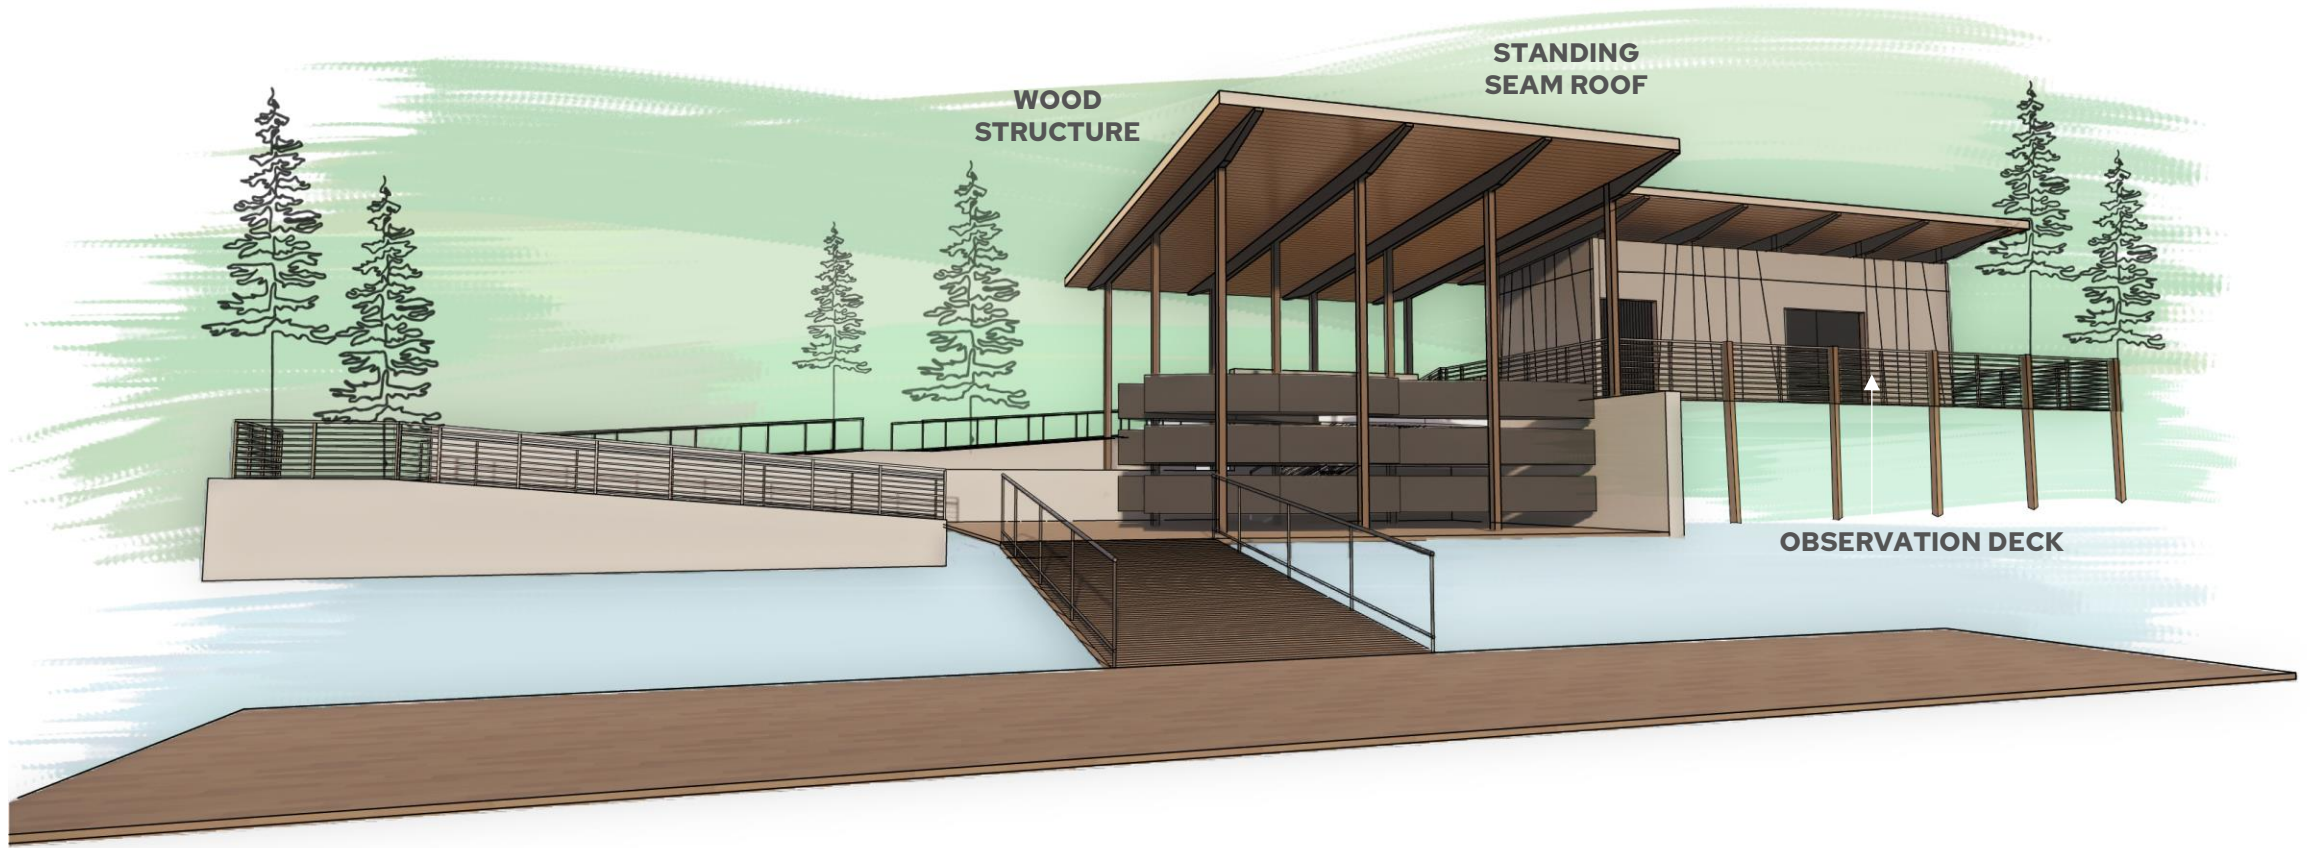 WOOD
STRUCTURE
STANDING
SEAM ROOF
OBSERVATION DECK